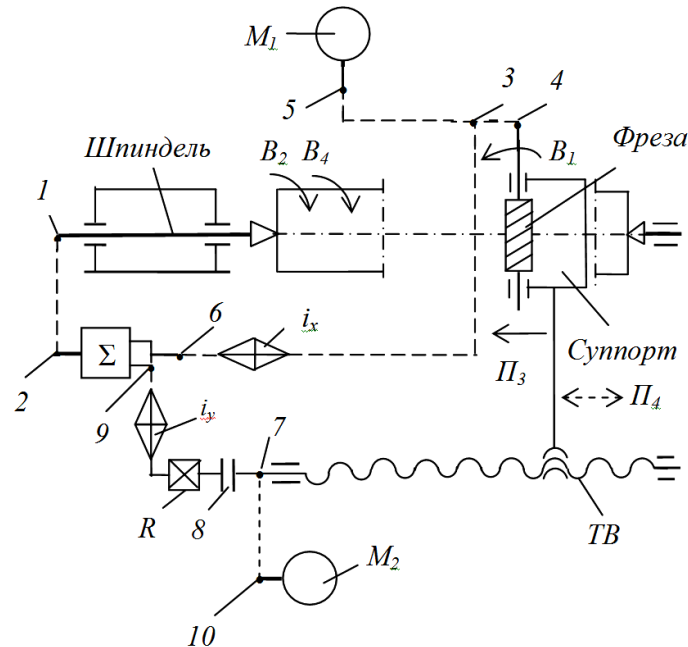 M1
3
4
5
Шпиндель
B2
B4
B1
Фреза
1
6
ix
Σ
Суппорт
П3
2
П4
9
iy
7
R
8
ТВ
M2
10